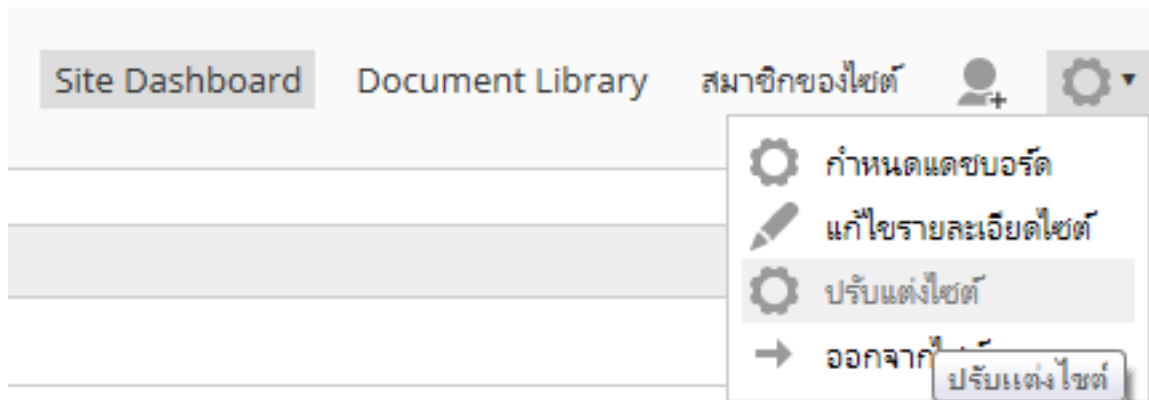 Site Dashboard Document Library สมาชิกของไซต์
กำหนดแดชบอร์ด
แก้ไขรายละเอียดไซต์
ปรับแต่งไซต์
ออกจาก
ปรับแต่งไซต์